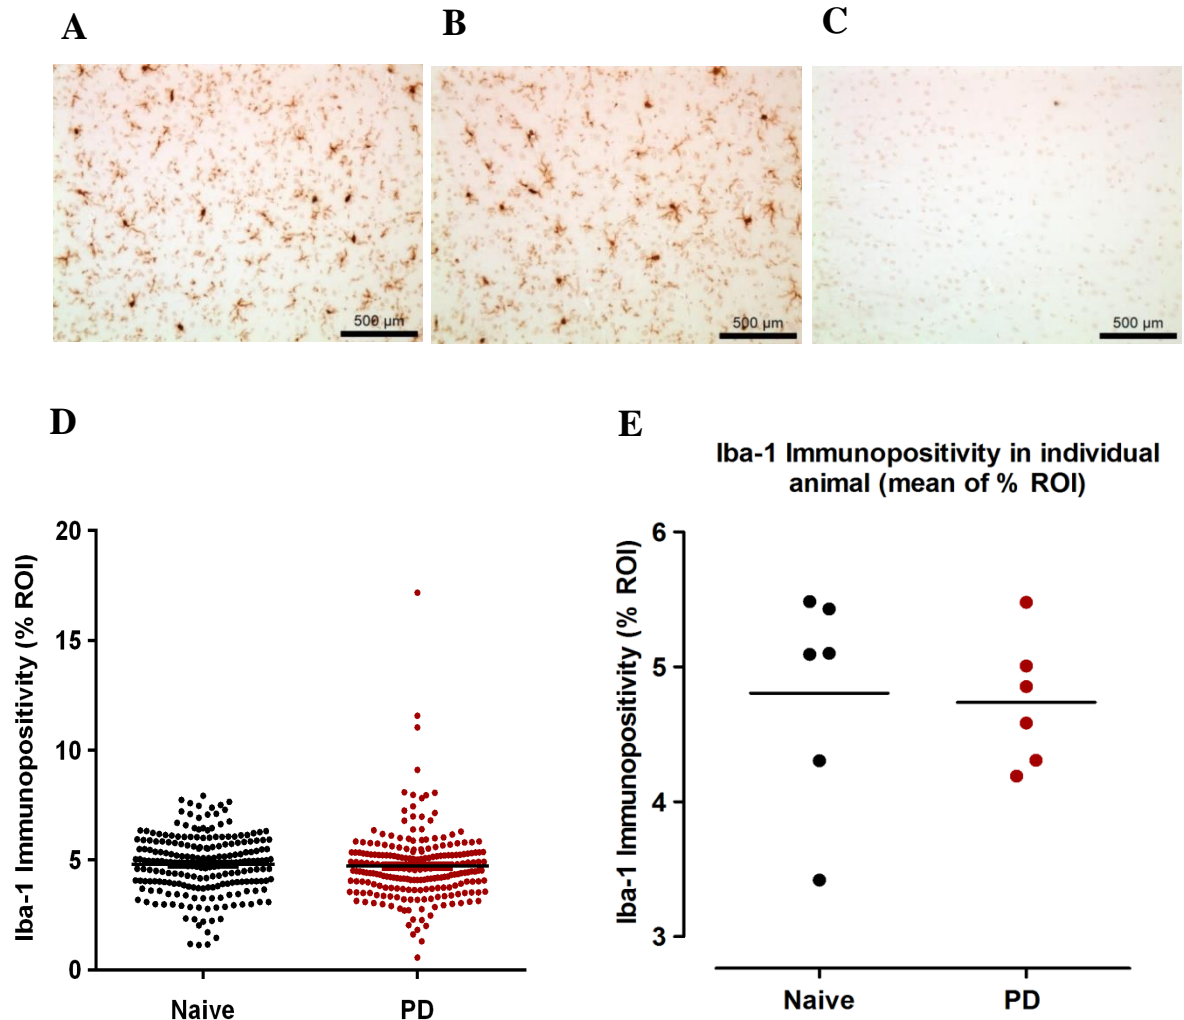 A
B
C
500 µm
500 µm
500 µm
D
E
Iba-1 Immunopositivity in individual
animal (mean of % ROI)
Iba-1 Immunopositivity (% ROI)
20
15
10
5
0
Naive
PD
Iba-1 Immunopositivity (% ROI)
6
5
4
3
Naive
PD